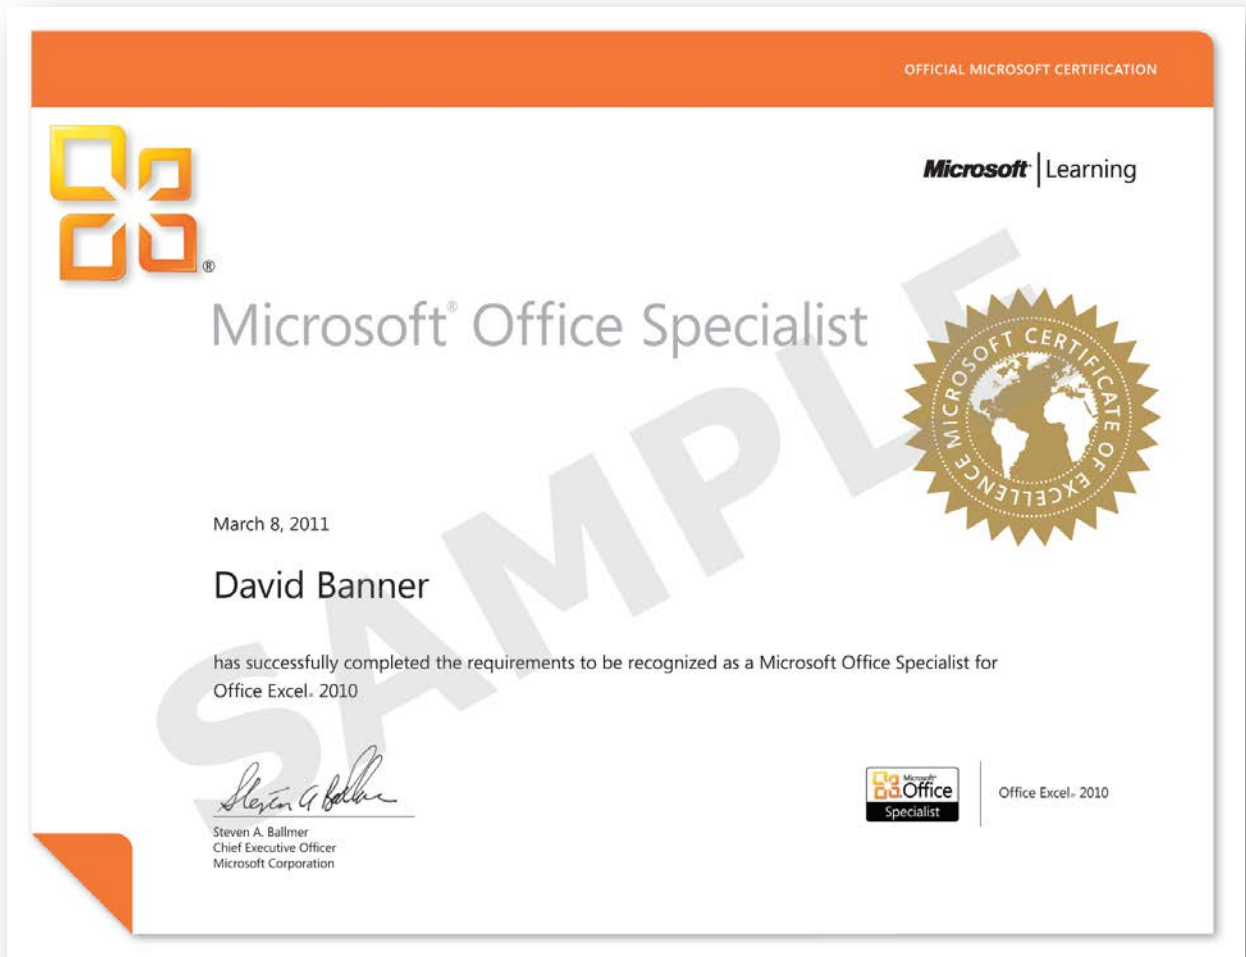 OFFICIAL MICROSOFT CERTIFICATION
Microsoft | Learning
®
Microsoft® Office Specialist
MICROSOFT CERTIFICATE OF EXCELLENCE
SAMPLE
March 8, 2011
David Banner
has successfully completed the requirements to be recognized as a Microsoft Office Specialist for
Office Excel® 2010
Steven A Ballmer
Steven A. Ballmer
Chief Executive Officer
Microsoft Corporation
Microsoft®
Office
Specialist
Office Excel® 2010